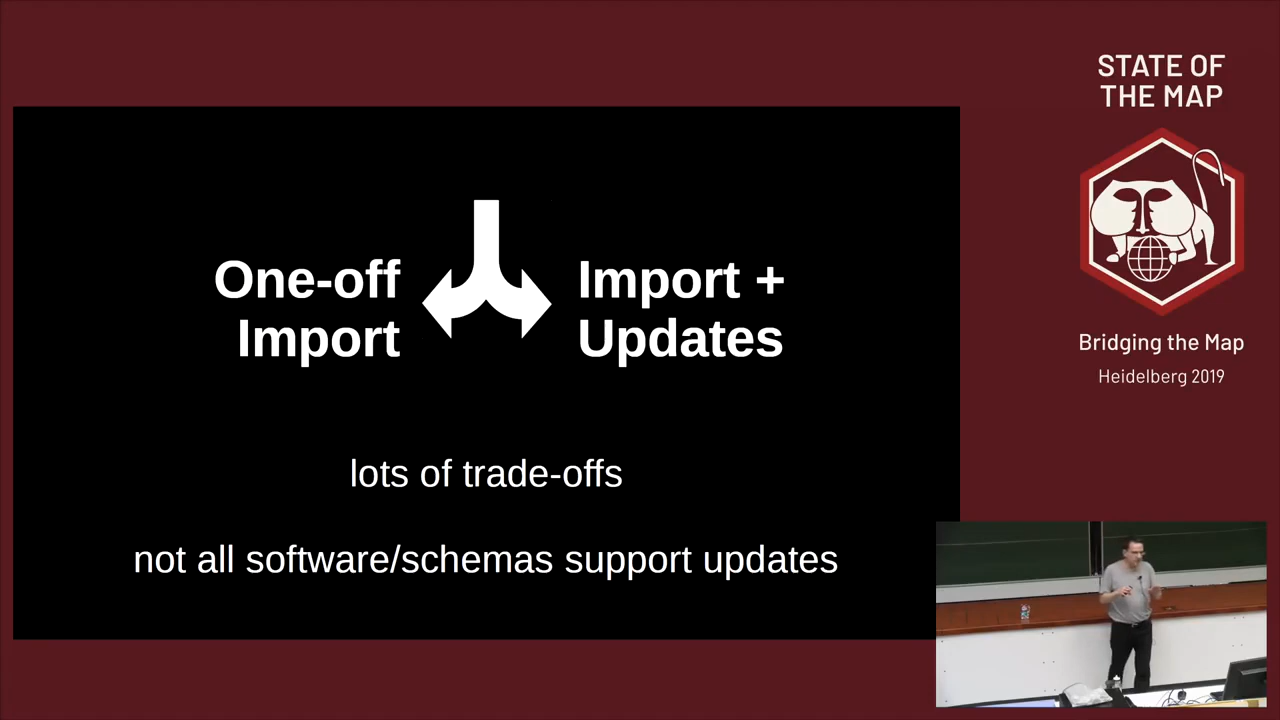 STATE OF
THE MAP
One-off
Import
Import +
Updates
lots of trade-offs
not all software/schemas support updates
Bridging the Map
Heidelberg 2019